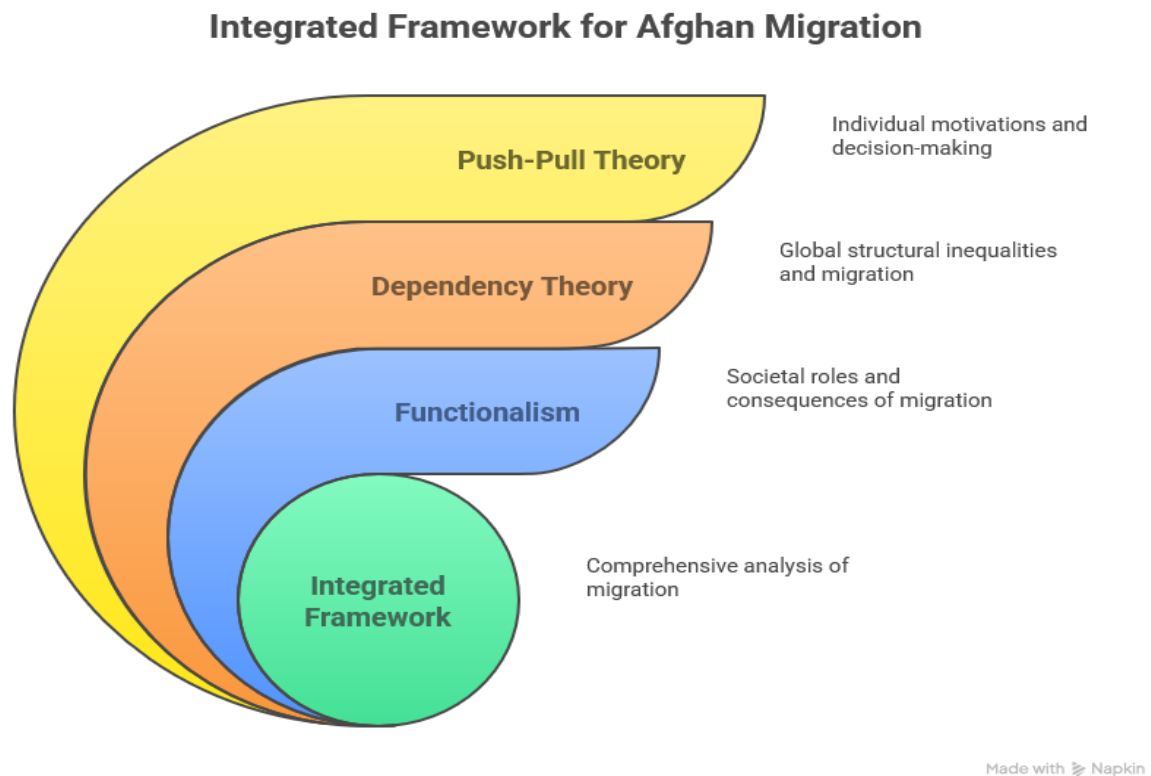 Integrated Framework for Afghan Migration
Push-Pull Theory
Individual motivations and
decision-making
Dependency Theory
Global structural inequalities
and migration
Functionalism
Societal roles and
consequences of migration
Integrated
Framework
Comprehensive analysis of
migration
Made with Napkin